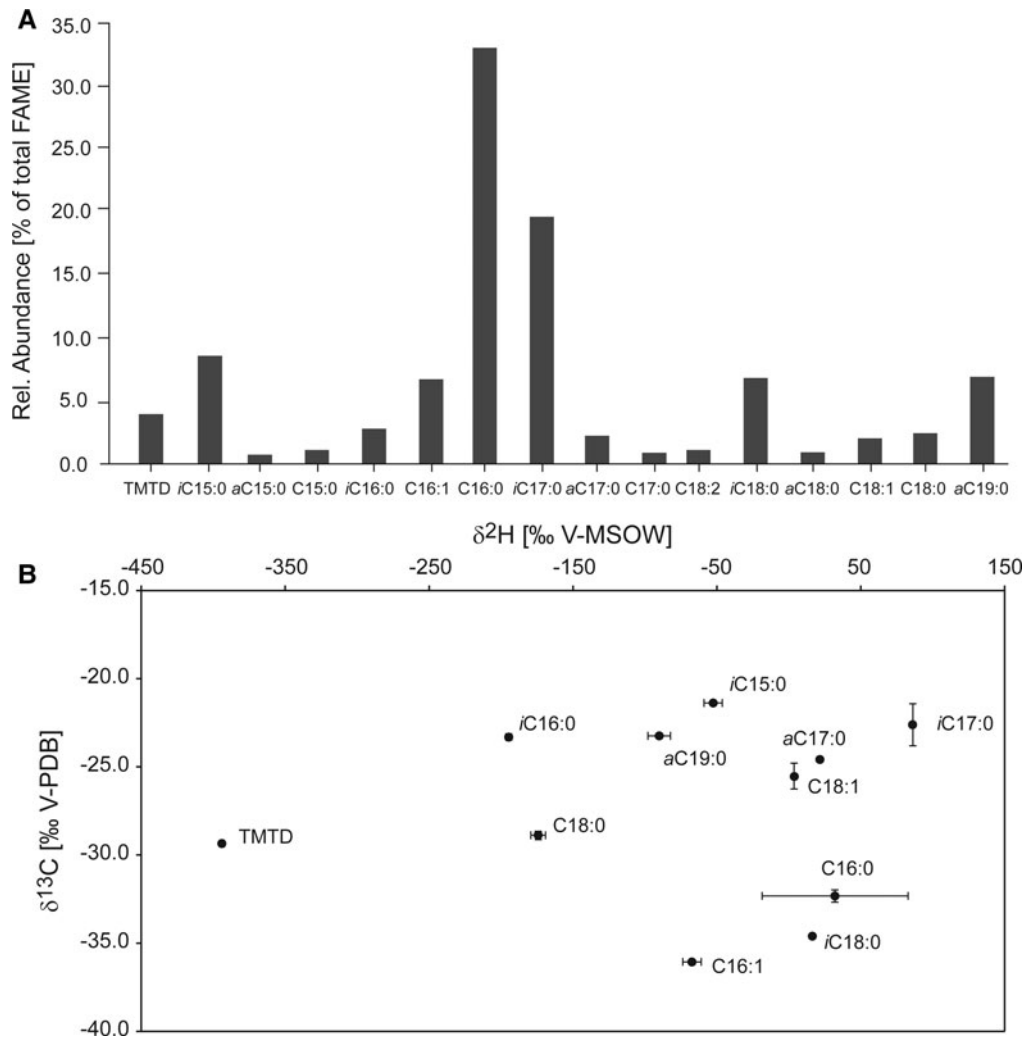 A
Rel. Abundance [% of total FAME]
35.0
30.0
25.0
20.0
15.0
10.0
5.0
0.0
TMTD iC15:0 aC15:0 C15:0 iC16:0 C16:1 C16:0 iC17:0 aC17:0 C17:0 C18:2 iC18:0 aC18:0 C18:1 C18:0 aC19:0
δ2H [‰ V-MSOW]
B
-450 -350 -250 -150 -50 50 150
δ13C [‰ V-PDB]
-15.0
-20.0
-25.0
-30.0
-35.0
-40.0
iC15:0
iC16:0
aC19:0
aC17:0
iC17:0
C18:1
C18:0
TMTD
C16:0
iC18:0
C16:1